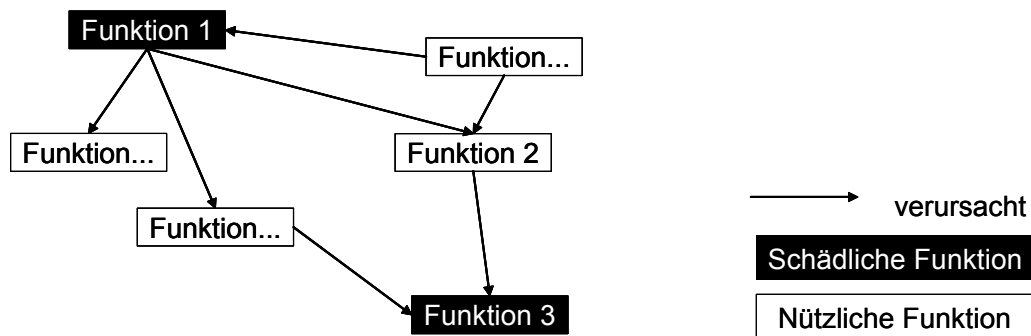 Funktion 1
Funktion...
Funktion...
Funktion 2
Funktion...
Funktion 3
verursacht
Schädliche Funktion
Nützliche Funktion